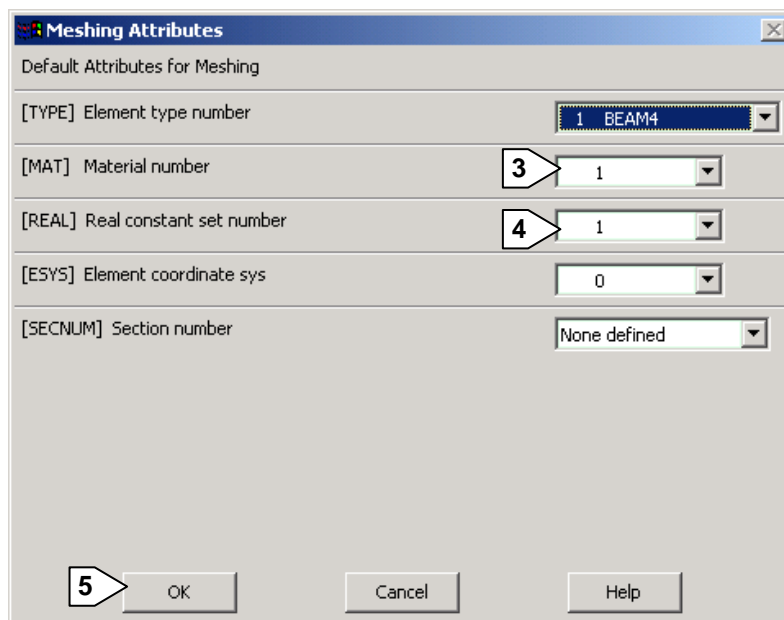 Meshing Attributes
Default Attributes for Meshing
[TYPE] Element type number 1 BEAM4
[MAT] Material number 3 1
[REAL] Real constant set number 4 1
[ESYS] Element coordinate sys 0
[SECNUM] Section number None defined
5 OK Cancel Help